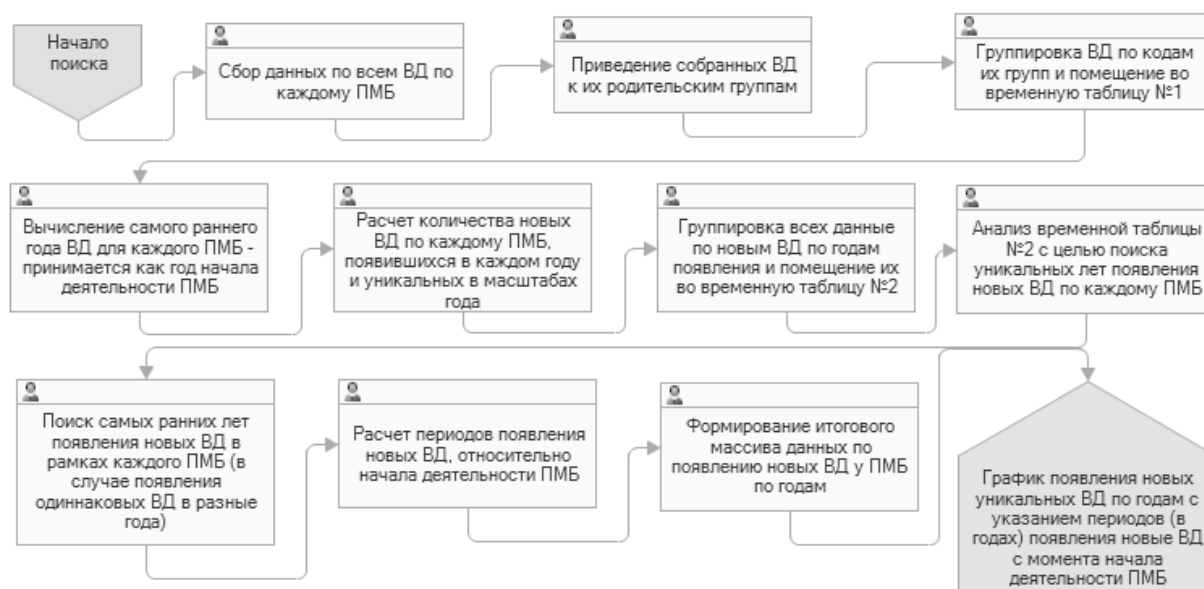 Начало
поиска
Сбор данных по всем ВД по
каждому ПМБ
Приведение собранных ВД
к их родительским группам
Группировка ВД по кодам
их групп и помещение во
временную таблицу №1
Вычисление самого раннего
года ВД для каждого ПМБ -
принимается как год начала
деятельности ПМБ
Расчет количества новых
ВД по каждому ПМБ,
появившихся в каждом году
и уникальных в масштабах
года
Группировка всех данные
по новым ВД по годам
появления и помещение их
во временную таблицу №2
Анализ временной таблицы
№2 с целью поиска
уникальных лет появления
новых ВД по каждому ПМБ
Поиск самых ранних лет
появления новых ВД в
рамках каждого ПМБ (в
случае появления
одиннаковых ВД в разные
года)
Расчет периодов появления
новых ВД, относительно
начала деятельности ПМБ
Формирование итогового
массива данных по
появлению новых ВД у ПМБ
по годам
График появления новых
уникальных ВД по годам с
указанием периодов (в
годах) появления новые ВД
с момента начала
деятельности ПМБ